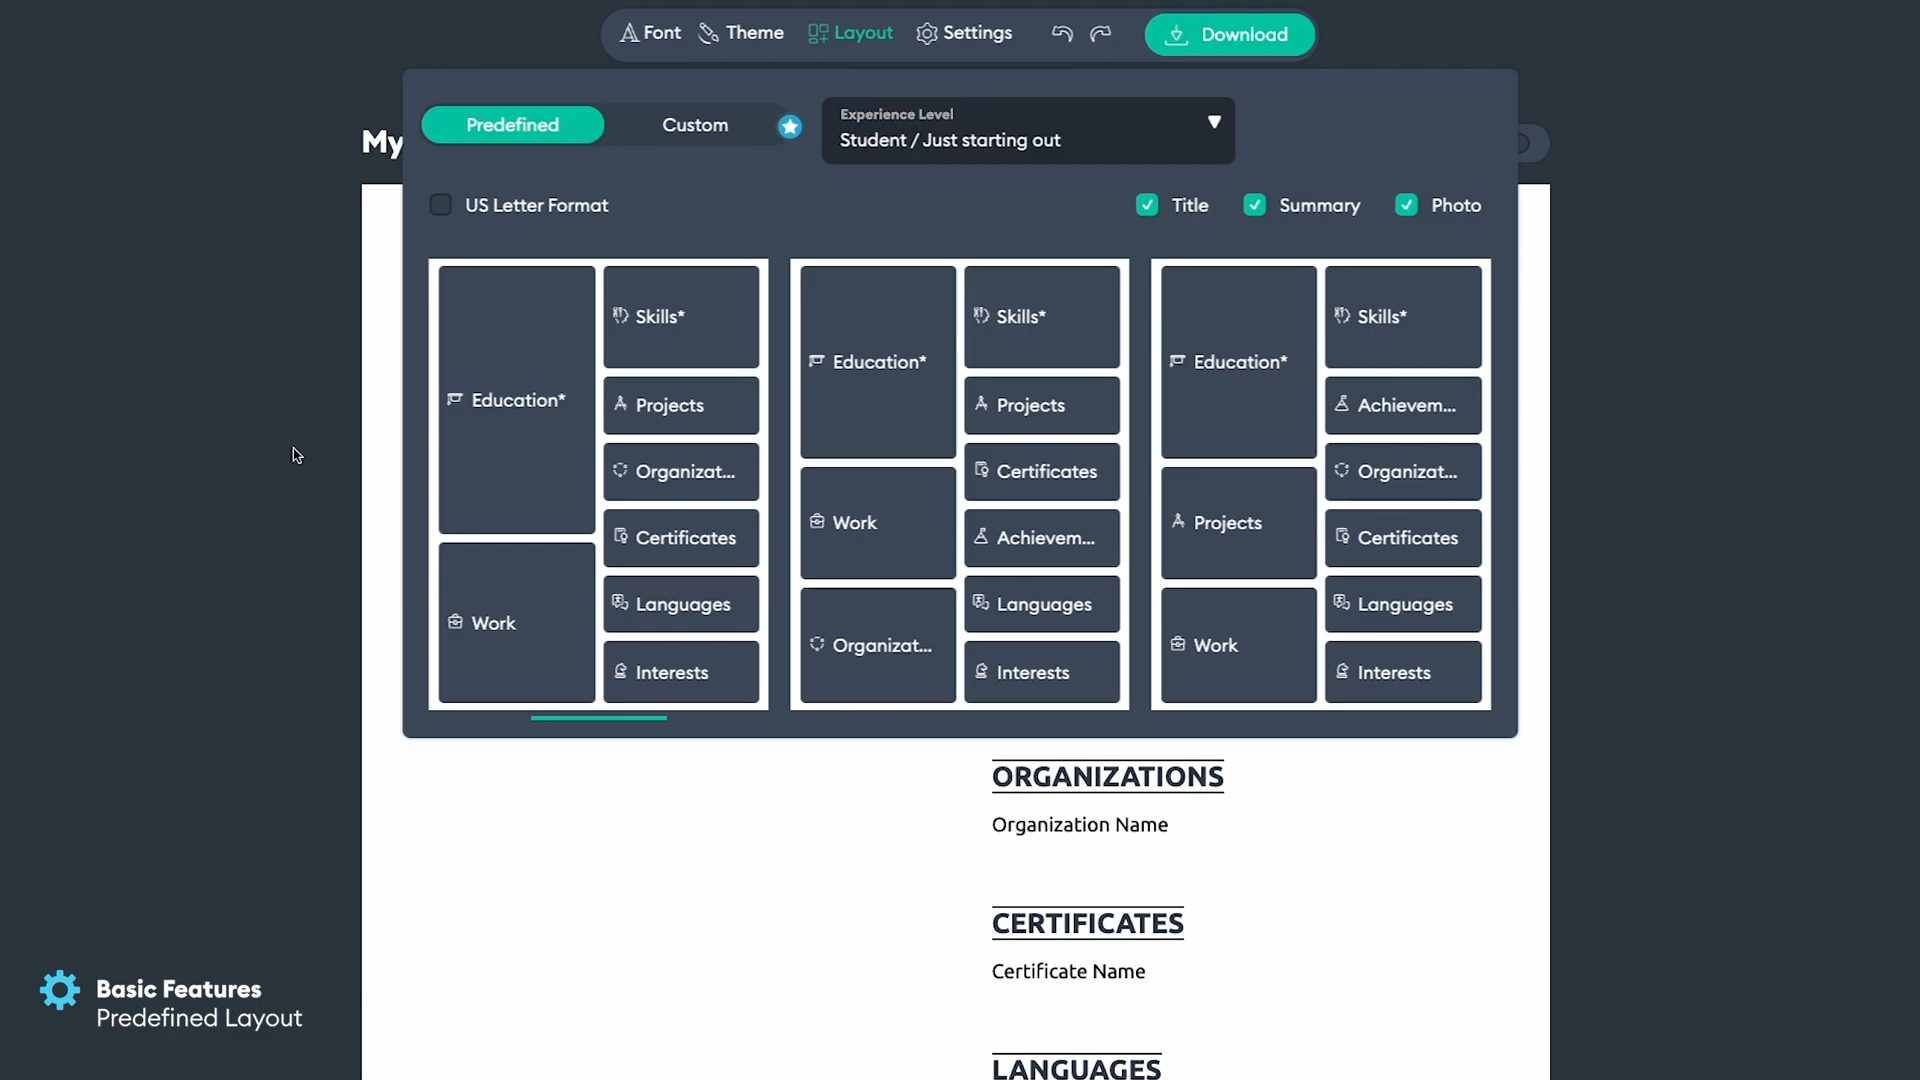 Font Theme Layout Settings Download
My
Predefined Custom
Experience Level
Student / Just starting out
US Letter Format
Title Summary Photo
Education*
Work
Skills*
Projects
Organizat...
Certificates
Languages
Interests
Education*
Work
Organizat...
Skills*
Projects
Certificates
Achievem...
Languages
Interests
Education*
Projects
Work
Skills*
Achievem...
Organizat...
Certificates
Languages
Interests
ORGANIZATIONS
Organization Name
CERTIFICATES
Certificate Name
LANGUAGES
Basic Features
Predefined Layout